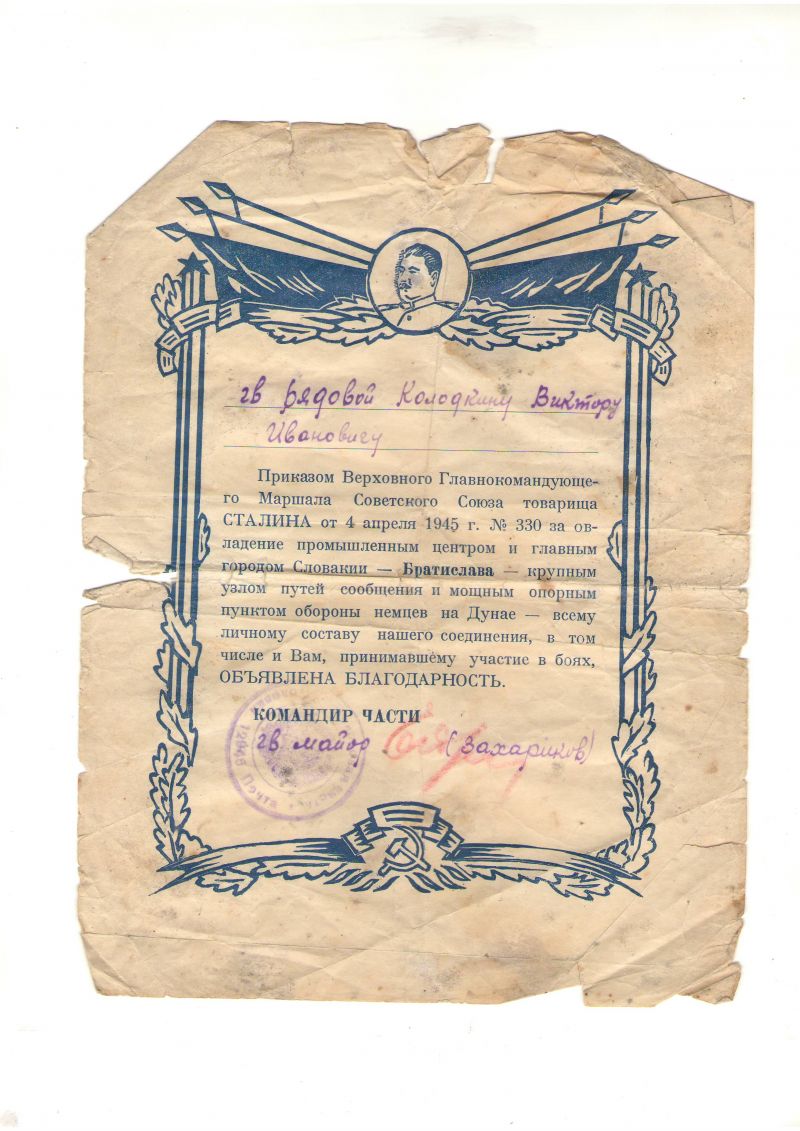 гв рядовой Колодкину Виктору
Ивановичу
Приказом Верховного Главнокомандующе-
го Маршала Советского Союза товарища
СТАЛИНА от 4 апреля 1945 г. № 330 за ов-
ладение промышленным центром и главным
городом Словакии — Братислава — крупным
узлом путей сообщения и мощным опорным
пунктом обороны немцев на Дунае — всему
личному составу нашего соединения, в том
числе и Вам, принимавшему участие в боях,
ОБЪЯВЛЕНА БЛАГОДАРНОСТЬ.
КОМАНДИР ЧАСТИ
гв майор (Захариков)
Почта